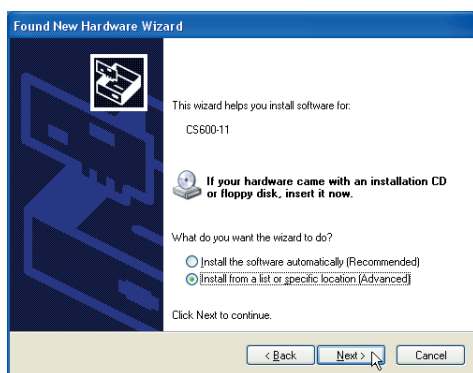 Found New Hardware Wizard
This wizard helps you install software for:
CS600-11
If your hardware came with an installation CD
or floppy disk, insert it now.
What do you want the wizard to do?
Install the software automatically (Recommended)
Install from a list or specific location (Advanced)
Click Next to continue.
< Back
Next >
Cancel